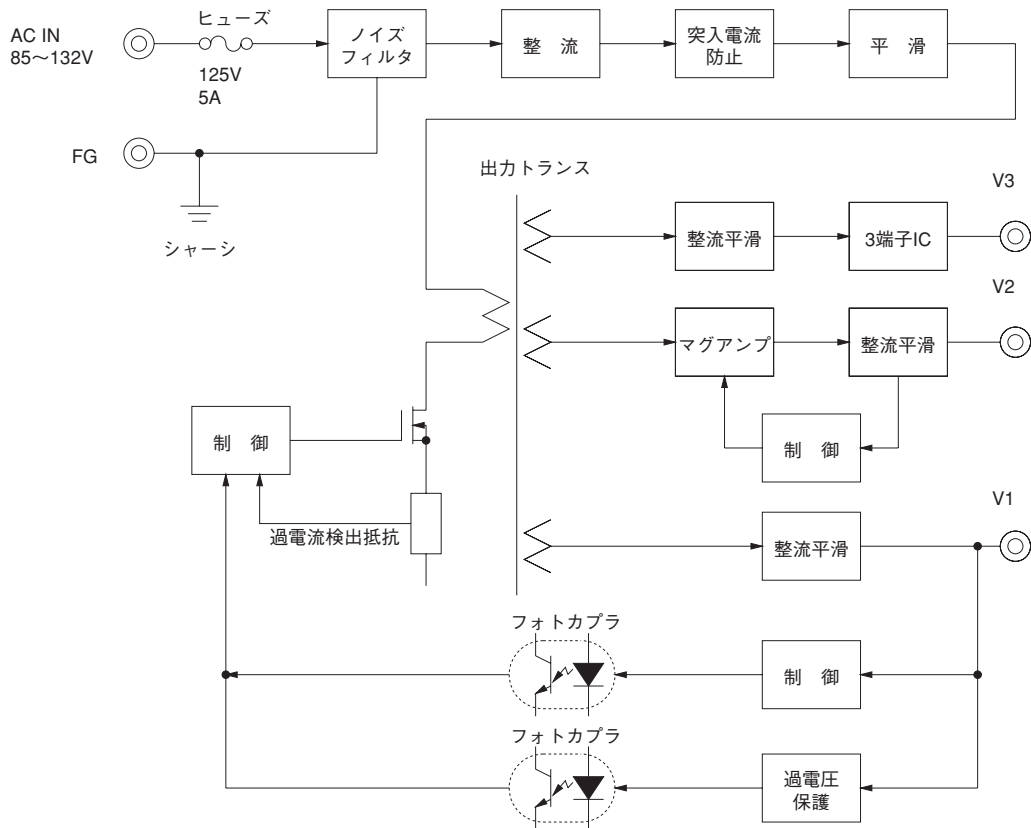 AC IN
85〜132V
ヒューズ
125V
5A
ノイズ
フィルタ
整 流
突入電流
防止
平 滑
FG
シャーシ
出力トランス
V3
整流平滑
3端子IC
V2
マグアンプ
整流平滑
制 御
制 御
過電流検出抵抗
V1
整流平滑
フォトカプラ
制 御
フォトカプラ
過電圧
保護